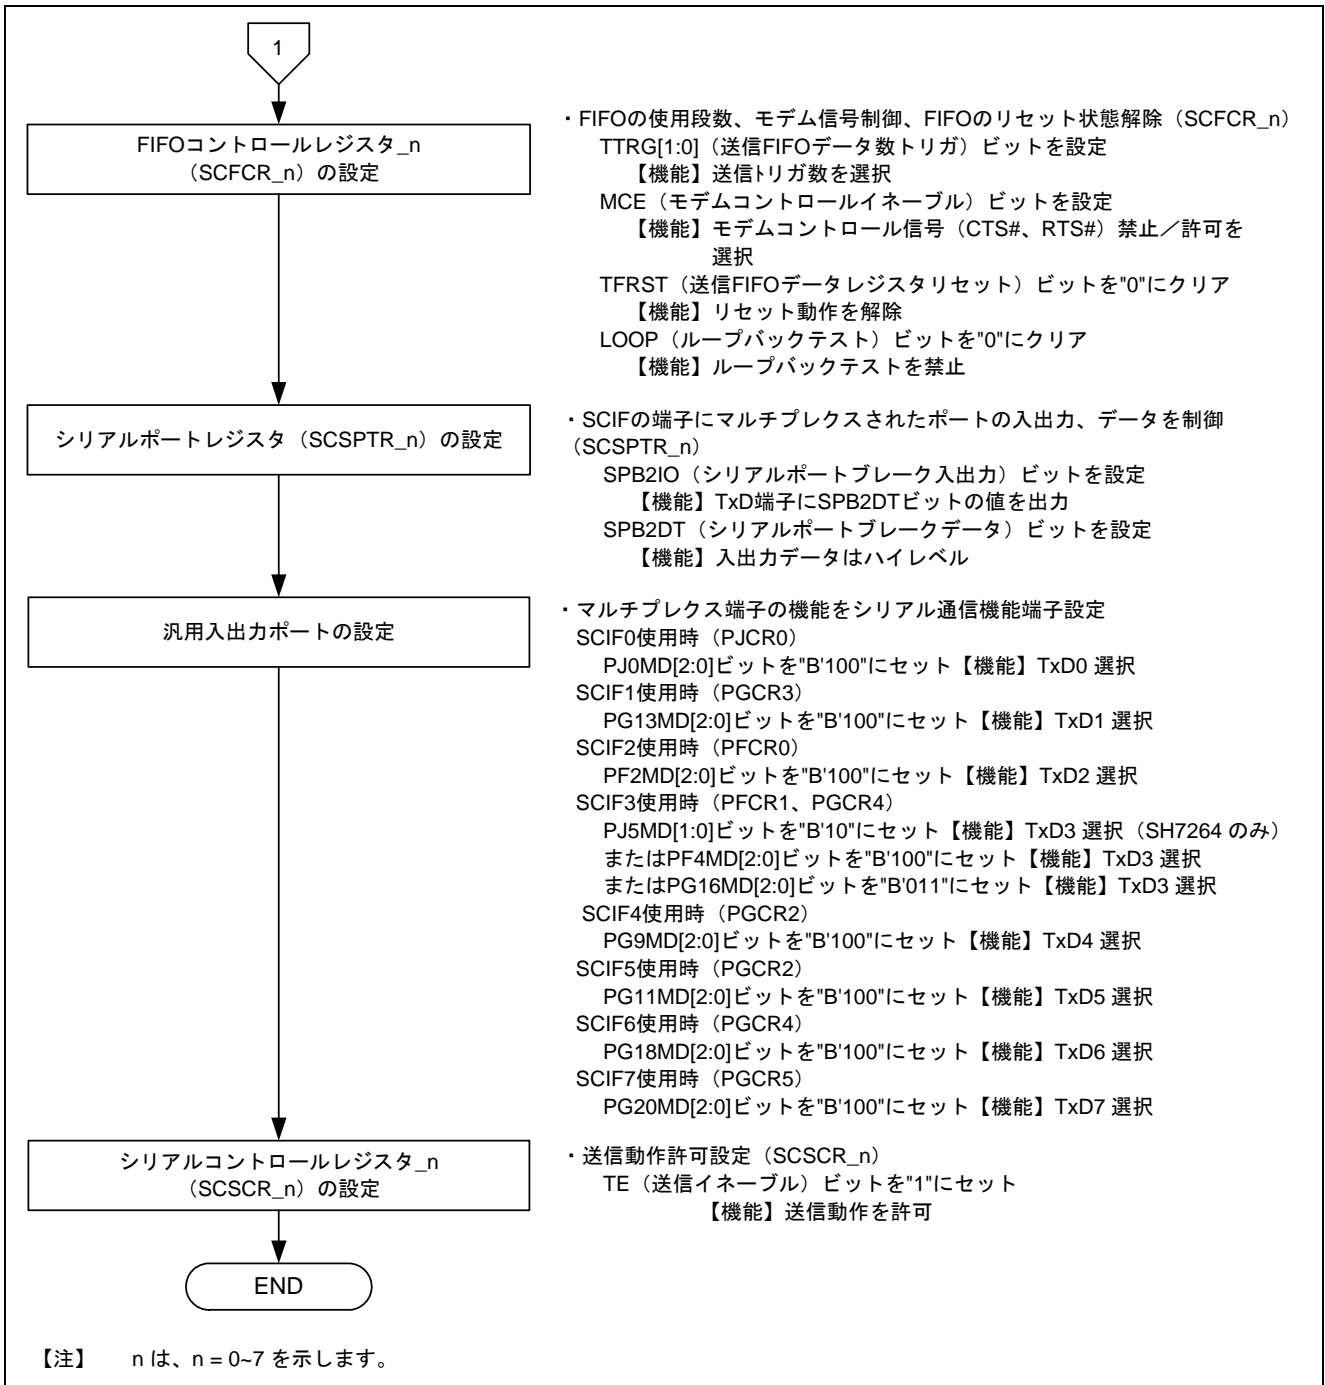 1
FIFOコントロールレジスタ_n
（SCFCR_n）の設定
・FIFOの使用段数、モデム信号制御、FIFOのリセット状態解除（SCFCR_n）
TTRG[1:0]（送信FIFOデータ数トリガ）ビットを設定
【機能】送信ﾄリガ数を選択
MCE（モデムコントロールイネーブル）ビットを設定
【機能】モデムコントロール信号（CTS#、RTS#）禁止／許可を
選択
TFRST（送信FIFOデータレジスタリセット）ビットを"0"にクリア
【機能】リセット動作を解除
LOOP（ループバックテスト）ビットを"0"にクリア
【機能】ループバックテストを禁止
シリアルポートレジスタ（SCSPTR_n）の設定
・SCIFの端子にマルチプレクスされたポートの入出力、データを制御
（SCSPTR_n）
SPB2IO（シリアルポートブレーク入出力）ビットを設定
【機能】TxD端子にSPB2DTビットの値を出力
SPB2DT（シリアルポートブレークデータ）ビットを設定
【機能】入出力データはハイレベル
汎用入出力ポートの設定
・マルチプレクス端子の機能をシリアル通信機能端子設定
SCIF0使用時（PJCR0）
PJ0MD[2:0]ビットを"B'100"にセット【機能】TxD0 選択
SCIF1使用時（PGCR3）
PG13MD[2:0]ビットを"B'100"にセット【機能】TxD1 選択
SCIF2使用時（PFCR0）
PF2MD[2:0]ビットを"B'100"にセット【機能】TxD2 選択
SCIF3使用時（PFCR1、PGCR4）
PJ5MD[1:0]ビットを"B'10"にセット【機能】TxD3 選択（SH7264 のみ）
またはPF4MD[2:0]ビットを"B'100"にセット【機能】TxD3 選択
またはPG16MD[2:0]ビットを"B'011"にセット【機能】TxD3 選択
SCIF4使用時（PGCR2）
PG9MD[2:0]ビットを"B'100"にセット【機能】TxD4 選択
SCIF5使用時（PGCR2）
PG11MD[2:0]ビットを"B'100"にセット【機能】TxD5 選択
SCIF6使用時（PGCR4）
PG18MD[2:0]ビットを"B'100"にセット【機能】TxD6 選択
SCIF7使用時（PGCR5）
PG20MD[2:0]ビットを"B'100"にセット【機能】TxD7 選択
シリアルコントロールレジスタ_n
（SCSCR_n）の設定
・送信動作許可設定（SCSCR_n）
TE（送信イネーブル）ビットを"1"にセット
【機能】送信動作を許可
END
【注】 n は、n = 0~7 を示します。